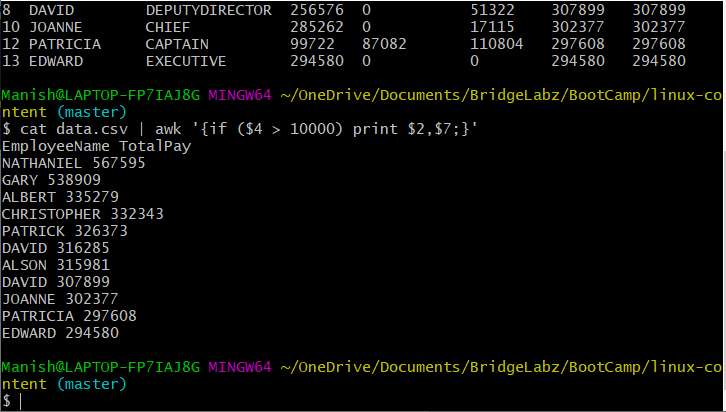 8 DAVID DEPUTYDIRECTOR 256576 0 51322 307899 307899
10 JOANNE CHIEF 285262 0 17115 302377 302377
12 PATRICIA CAPTAIN 99722 87082 110804 297608 297608
13 EDWARD EXECUTIVE 294580 0 0 294580 294580
Manish@LAPTOP-FP7IAJ8G MINGW64 ~/OneDrive/Documents/BridgeLabz/BootCamp/linux-co
ntent (master)
$ cat data.csv | awk '{if ($4 > 10000) print $2,$7;}'
EmployeeName TotalPay
NATHANIEL 567595
GARY 538909
ALBERT 335279
CHRISTOPHER 332343
PATRICK 326373
DAVID 316285
ALSON 315981
DAVID 307899
JOANNE 302377
PATRICIA 297608
EDWARD 294580
Manish@LAPTOP-FP7IAJ8G MINGW64 ~/OneDrive/Documents/BridgeLabz/BootCamp/linux-co
ntent (master)
$